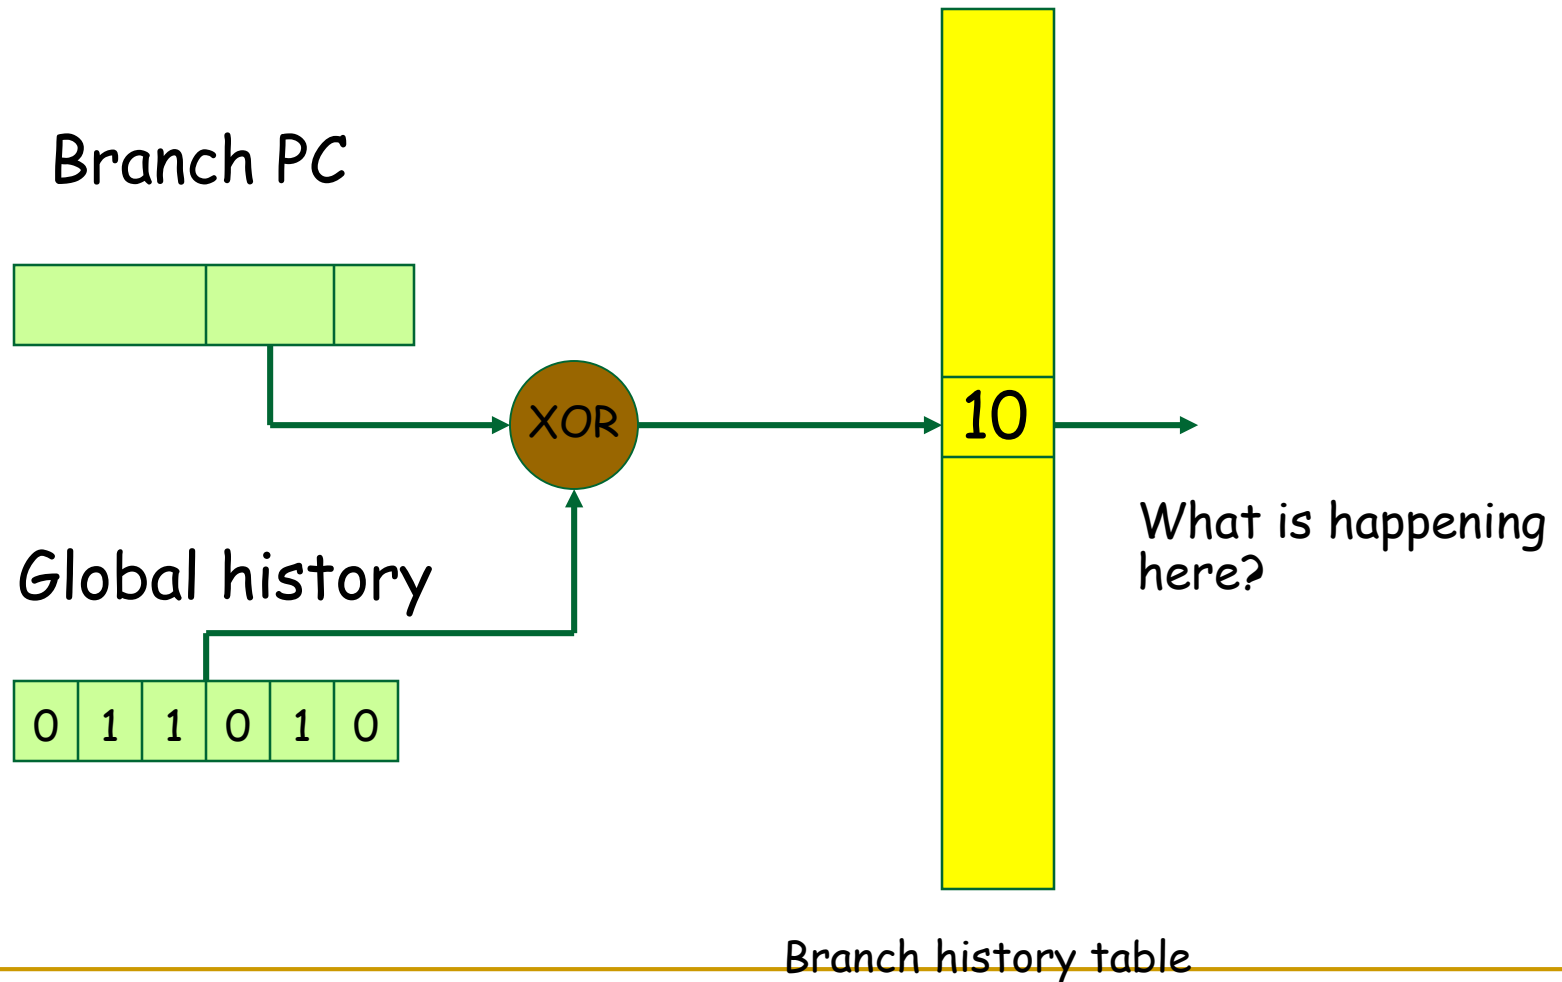 Branch PC
XOR
10
Global history
What is happening
here?
0 1 1 0 1 0
Branch history table